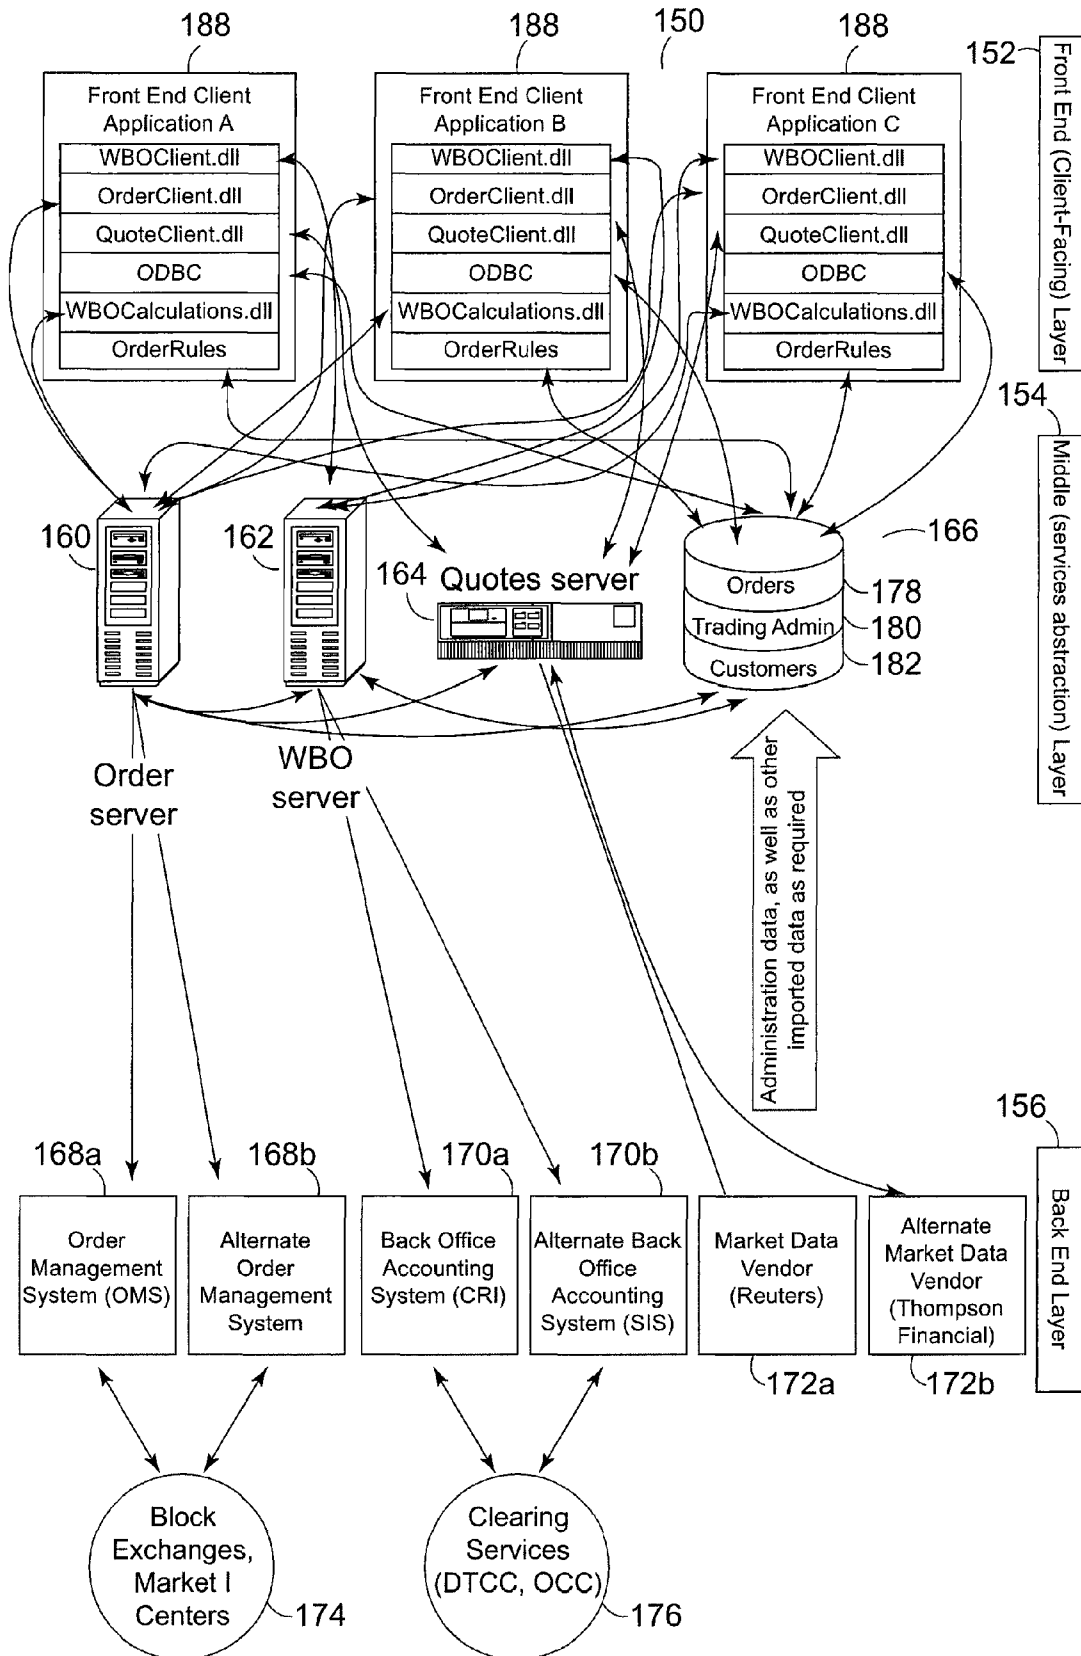 188
188
150
188
152
Front End (Client-Facing) Layer
Front End Client
Application A
WBOClient.dll
OrderClient.dll
QuoteClient.dll
ODBC
WBOCalculations.dll
OrderRules
Front End Client
Application B
WBOClient.dll
OrderClient.dll
QuoteClient.dll
ODBC
WBOCalculations.dll
OrderRules
Front End Client
Application C
WBOClient.dll
OrderClient.dll
QuoteClient.dll
ODBC
WBOCalculations.dll
OrderRules
154
Middle (services abstraction) Layer
160
162
164
Quotes server
166
Orders
178
Trading Admin
180
Customers
182
Order
server
WBO
server
Administration data, as well as other
imported data as required
156
Back End Layer
168a
168b
170a
170b
Order
Management
System (OMS)
Alternate
Order
Management
System
Back Office
Accounting
System (CRI)
Alternate Back
Office
Accounting
System (SIS)
Market Data
Vendor
(Reuters)
Alternate
Market Data
Vendor
(Thompson
Financial)
172a
172b
Block
Exchanges,
Market I
Centers
174
Clearing
Services
(DTCC, OCC)
176